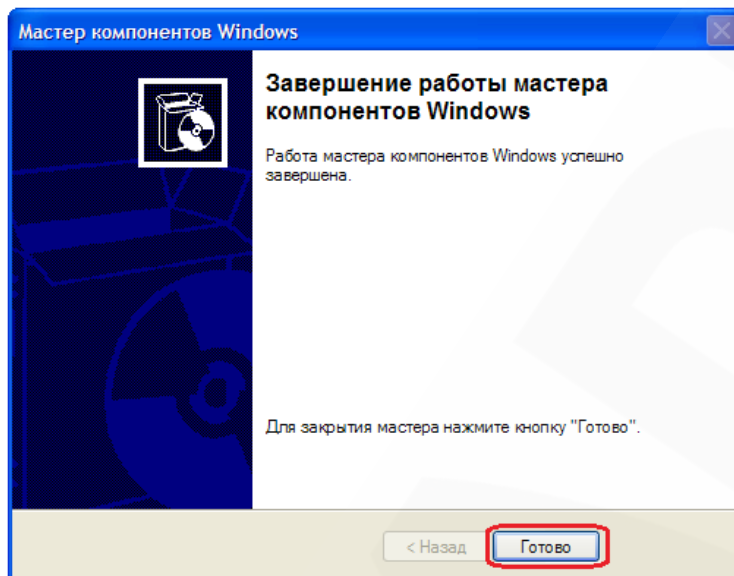 Мастер компонентов Windows
Завершение работы мастера
компонентов Windows
Работа мастера компонентов Windows успешно
завершена.
Для закрытия мастера нажмите кнопку "Готово".
< Назад Готово